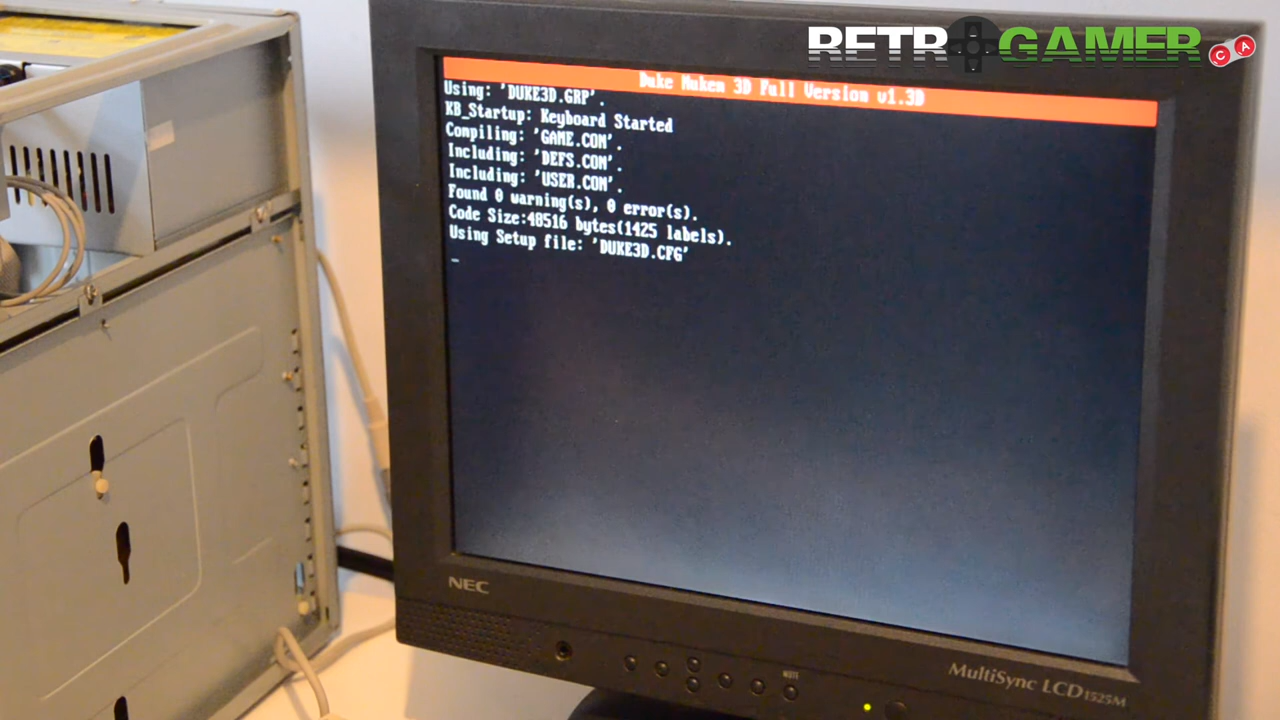 RETROGAMER CA
Duke Nukem 3D Full Version v1.3D
Using: 'DUKE3D.GRP'.
KB_Startup: Keyboard Started
Compiling: 'GAME.CON'.
Including: 'DEFS.CON'.
Including: 'USER.CON'.
Found 0 warning(s), 0 error(s).
Code Size:48516 bytes(1425 labels).
Using Setup file: 'DUKE3D.CFG'
_
NEC
MUTE
MultiSync LCD1525M